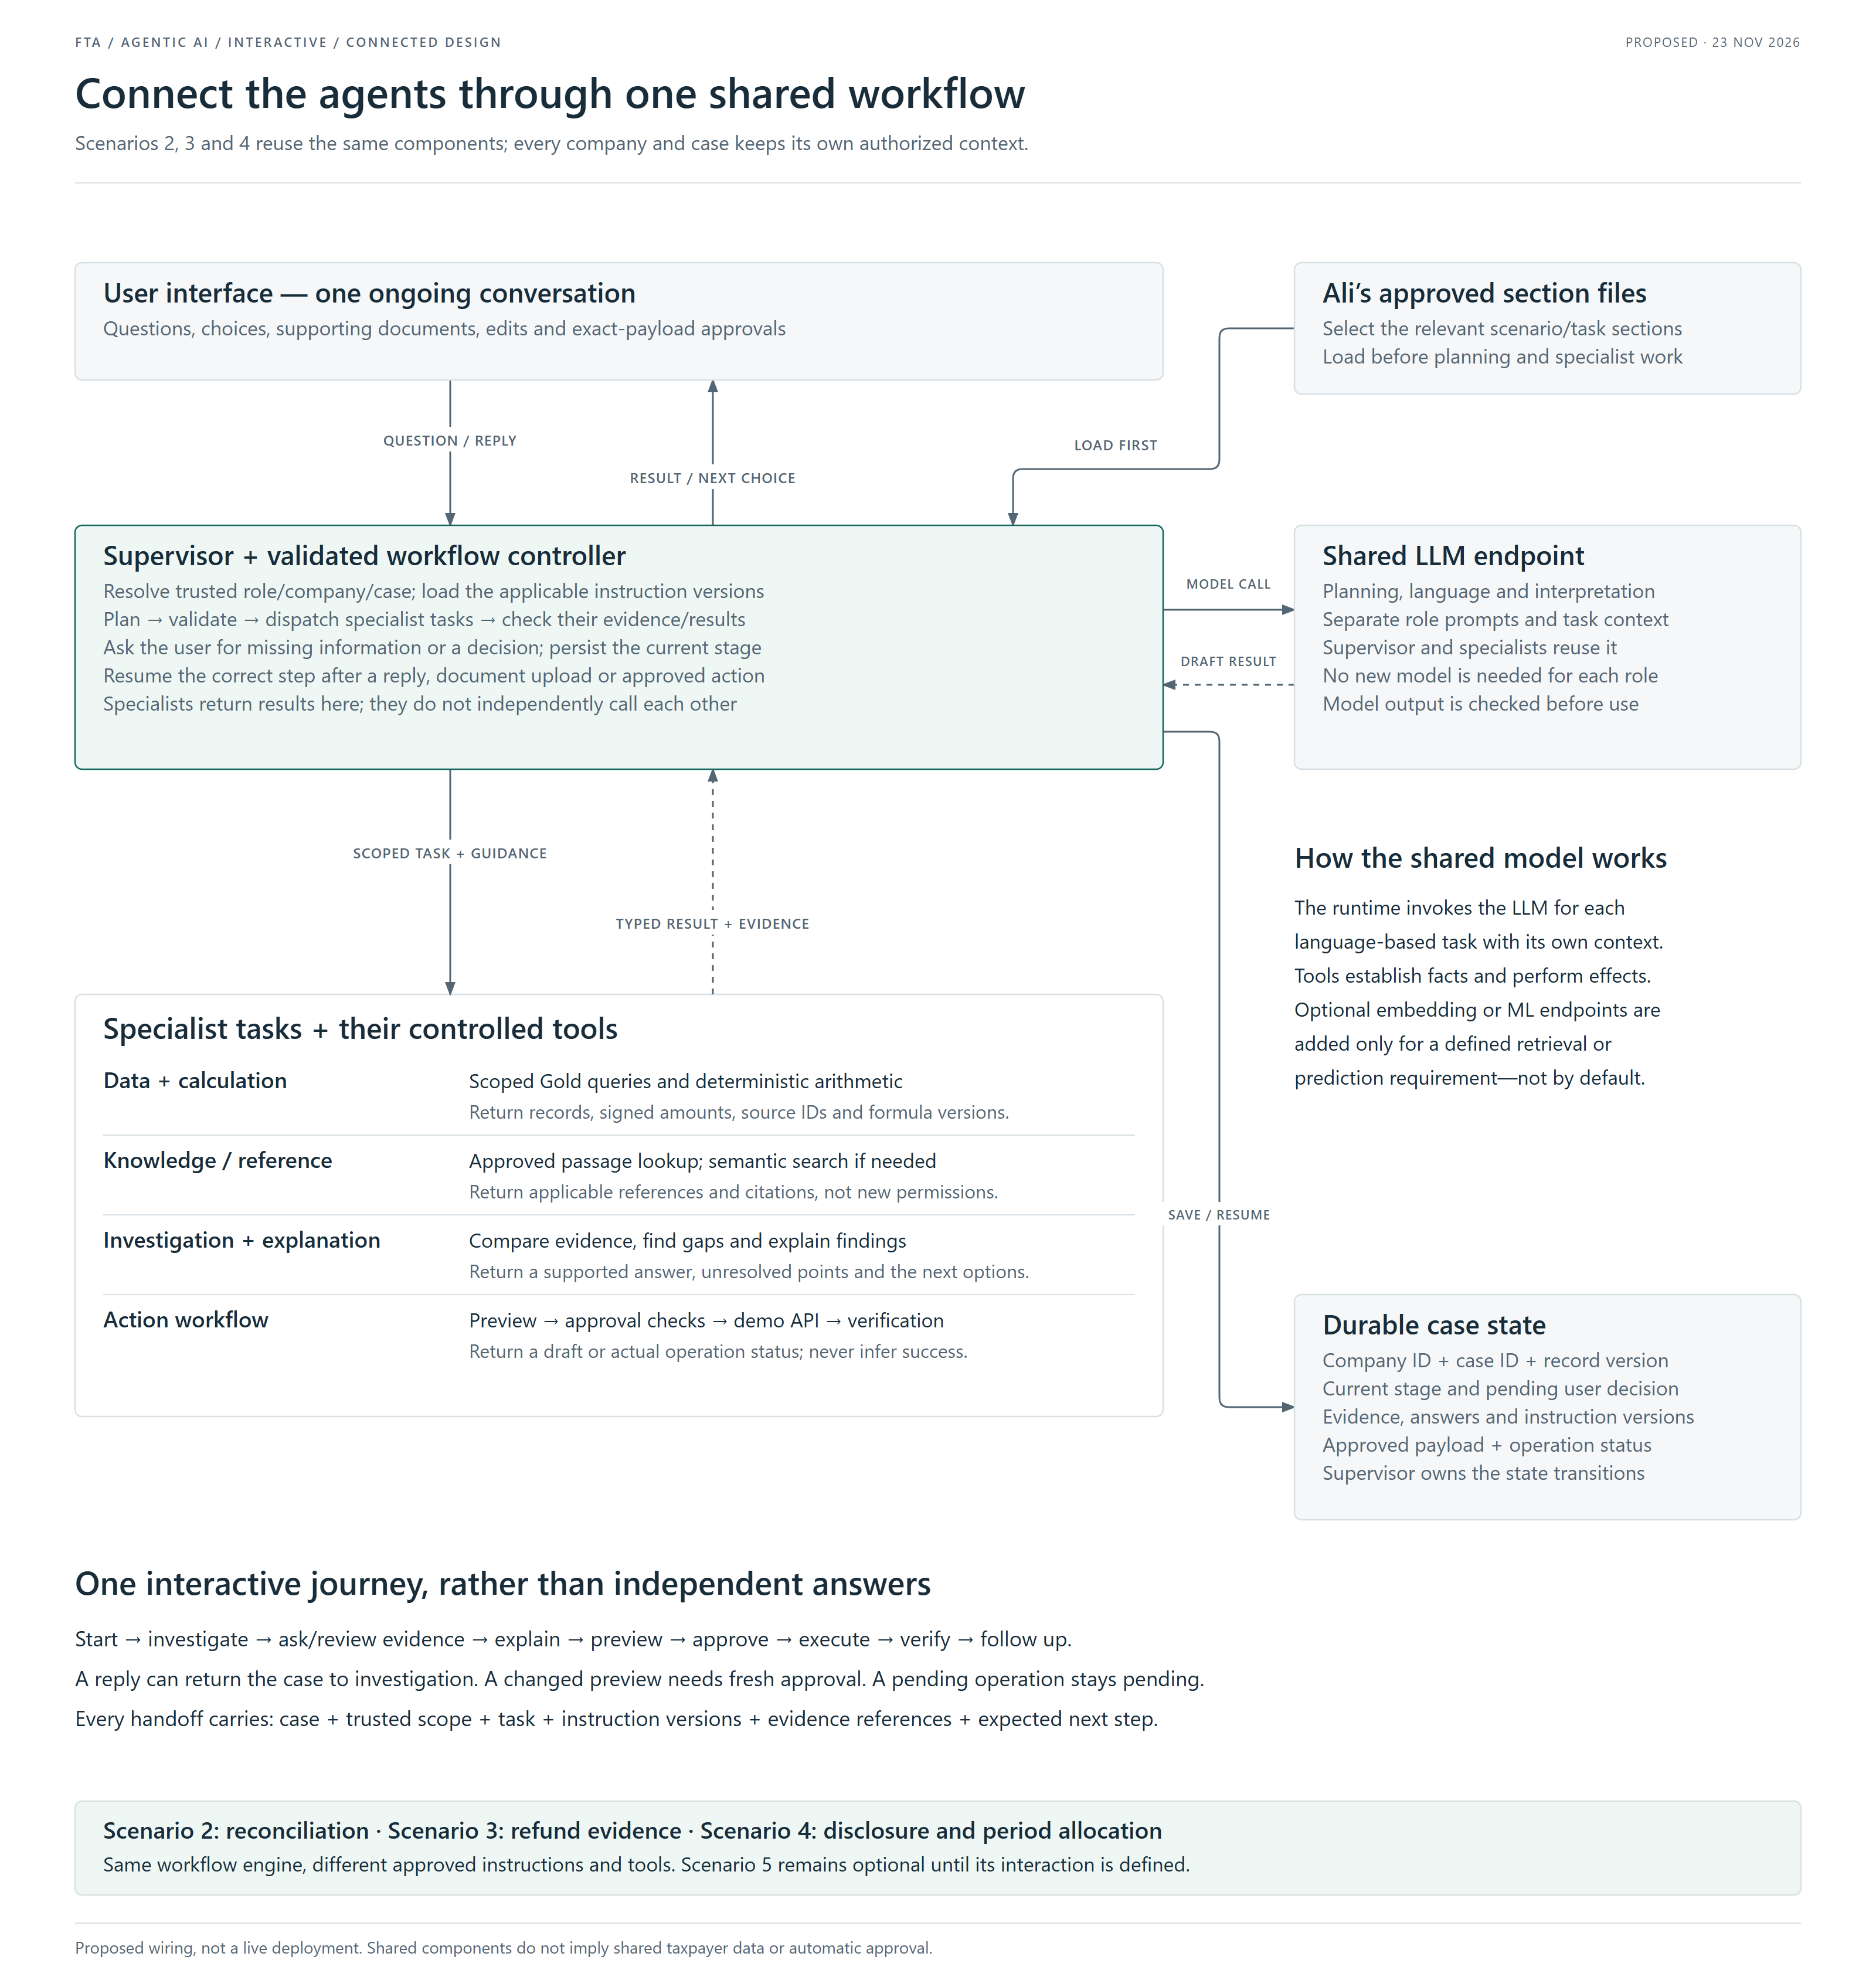 FTA / AGENTIC AI / INTERACTIVE / CONNECTED DESIGN
PROPOSED · 23 NOV 2026
Connect the agents through one shared workflow
Scenarios 2, 3 and 4 reuse the same components; every company and case keeps its own authorized context.
User interface — one ongoing conversation
Questions, choices, supporting documents, edits and exact-payload approvals
Ali’s approved section files
Select the relevant scenario/task sections
Load before planning and specialist work
QUESTION / REPLY
RESULT / NEXT CHOICE
LOAD FIRST
Supervisor + validated workflow controller
Resolve trusted role/company/case; load the applicable instruction versions
Plan → validate → dispatch specialist tasks → check their evidence/results
Ask the user for missing information or a decision; persist the current stage
Resume the correct step after a reply, document upload or approved action
Specialists return results here; they do not independently call each other
MODEL CALL
DRAFT RESULT
Shared LLM endpoint
Planning, language and interpretation
Separate role prompts and task context
Supervisor and specialists reuse it
No new model is needed for each role
Model output is checked before use
SCOPED TASK + GUIDANCE
TYPED RESULT + EVIDENCE
How the shared model works
The runtime invokes the LLM for each
language-based task with its own context.
Tools establish facts and perform effects.
Optional embedding or ML endpoints are
added only for a defined retrieval or
prediction requirement—not by default.
Specialist tasks + their controlled tools
Data + calculation
Scoped Gold queries and deterministic arithmetic
Return records, signed amounts, source IDs and formula versions.
Knowledge / reference
Approved passage lookup; semantic search if needed
Return applicable references and citations, not new permissions.
Investigation + explanation
Compare evidence, find gaps and explain findings
Return a supported answer, unresolved points and the next options.
Action workflow
Preview → approval checks → demo API → verification
Return a draft or actual operation status; never infer success.
SAVE / RESUME
Durable case state
Company ID + case ID + record version
Current stage and pending user decision
Evidence, answers and instruction versions
Approved payload + operation status
Supervisor owns the state transitions
One interactive journey, rather than independent answers
Start → investigate → ask/review evidence → explain → preview → approve → execute → verify → follow up.
A reply can return the case to investigation. A changed preview needs fresh approval. A pending operation stays pending.
Every handoff carries: case + trusted scope + task + instruction versions + evidence references + expected next step.
Scenario 2: reconciliation · Scenario 3: refund evidence · Scenario 4: disclosure and period allocation
Same workflow engine, different approved instructions and tools. Scenario 5 remains optional until its interaction is defined.
Proposed wiring, not a live deployment. Shared components do not imply shared taxpayer data or automatic approval.